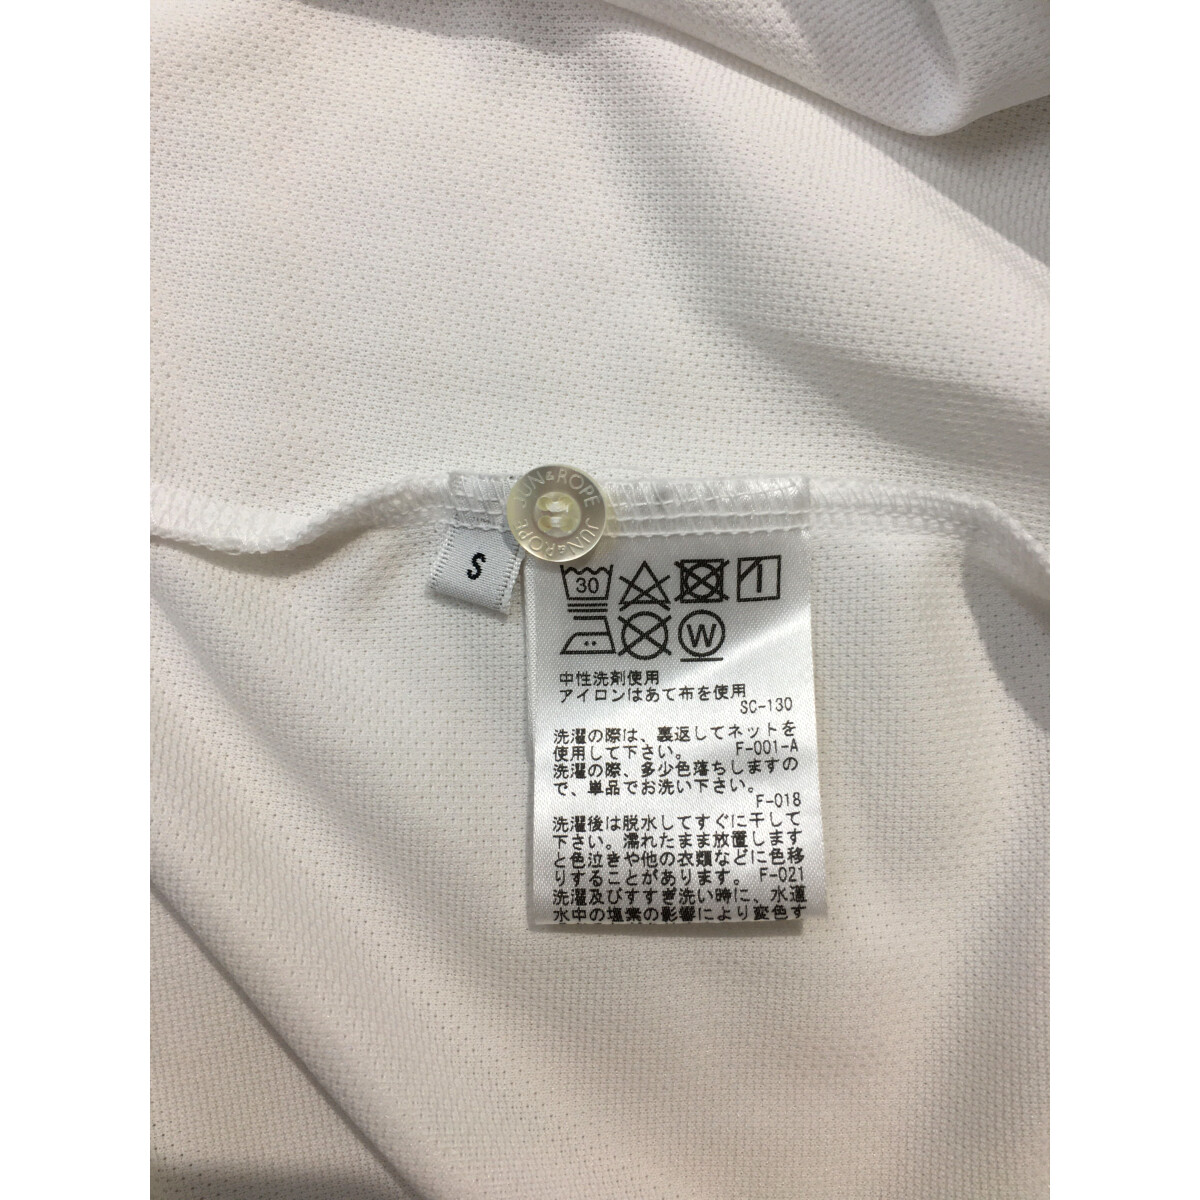 JUN&ROPE JUN&ROPE
S
30
W
中性洗剤使用
アイロンはあて布を使用
SC-130
洗濯の際は、裏返してネットを
使用して下さい。 F-001-A
洗濯の際、多少色落ちしますの
で、単品でお洗い下さい。
F-018
洗濯後は脱水してすぐに干して
下さい。濡れたまま放置します
と色泣きや他の衣類などに色移
りすることがあります。 F-021
洗濯及びすすぎ洗い時に、水道
水中の塩素の影響により変色す